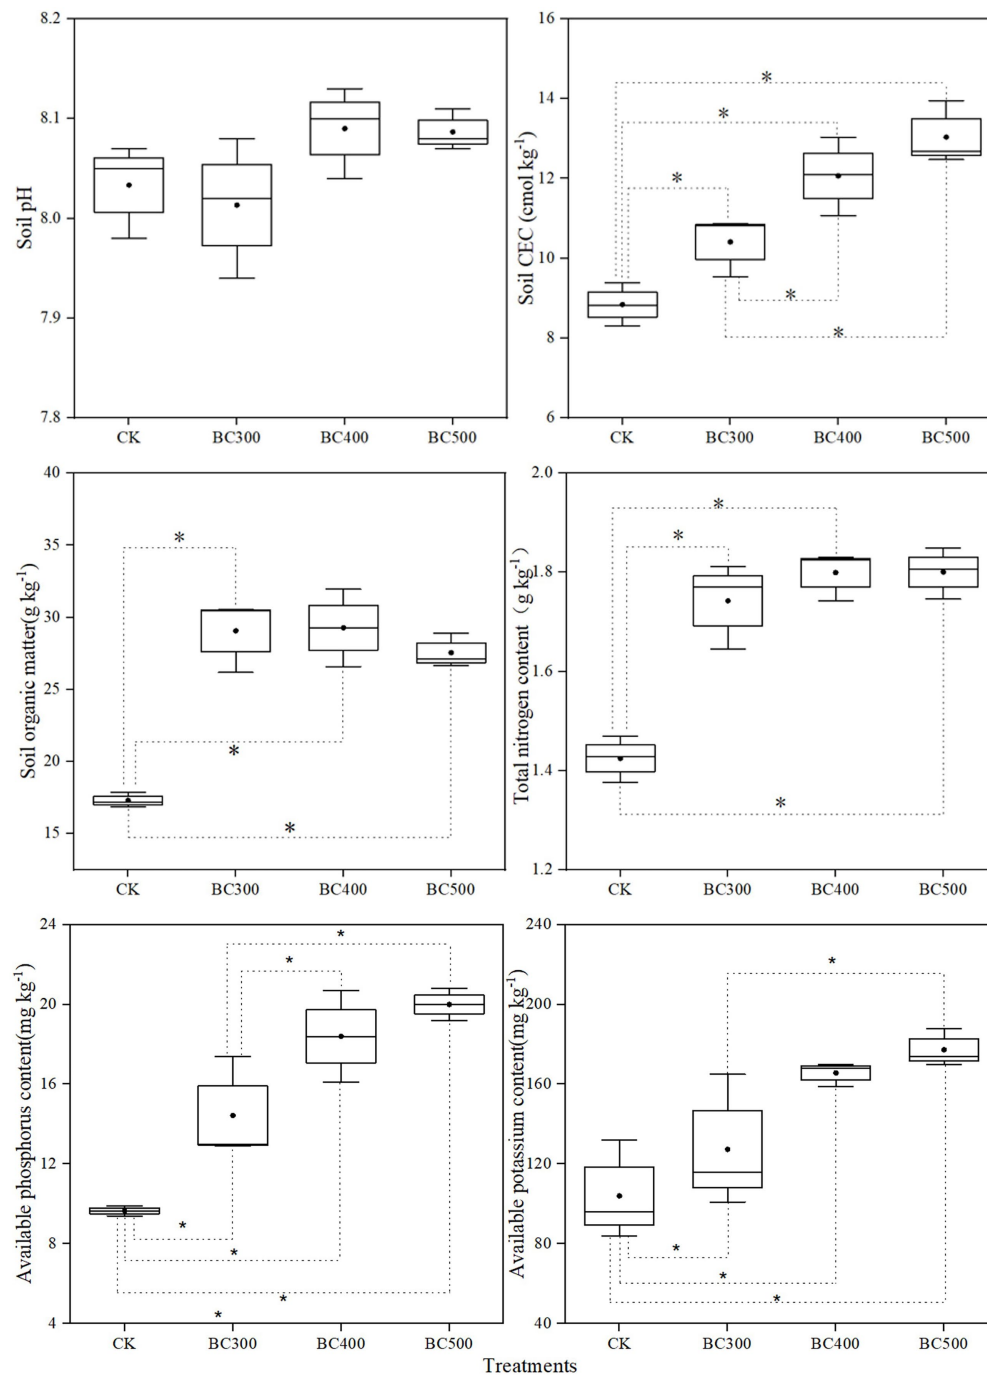 8.2
8.1
8.0
7.9
7.8
Soil pH
CK BC300 BC400 BC500
16
14
12
10
8
6
Soil CEC (cmol kg-1)
* * * * *
CK BC300 BC400 BC500
40
35
30
25
20
15
Soil organic matter(g kg-1)
* * *
CK BC300 BC400 BC500
2.0
1.8
1.6
1.4
1.2
Total nitrogen content（g kg-1）
* * *
CK BC300 BC400 BC500
24
20
16
12
8
4
Available phosphorus content(mg kg-1)
* * * * * *
CK BC300 BC400 BC500
240
200
160
120
80
40
Available potassium content(mg kg-1)
* * * *
CK BC300 BC400 BC500
Treatments